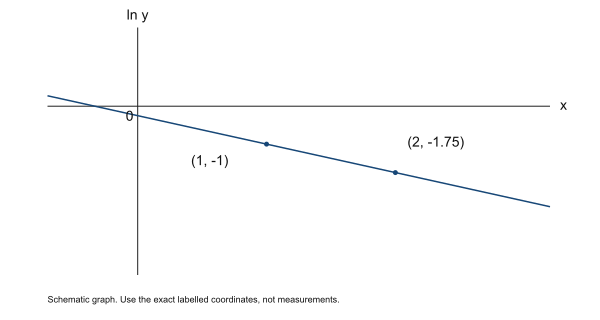 ln y
x
0
(2, -1.75)
(1, -1)
Schematic graph. Use the exact labelled coordinates, not measurements.